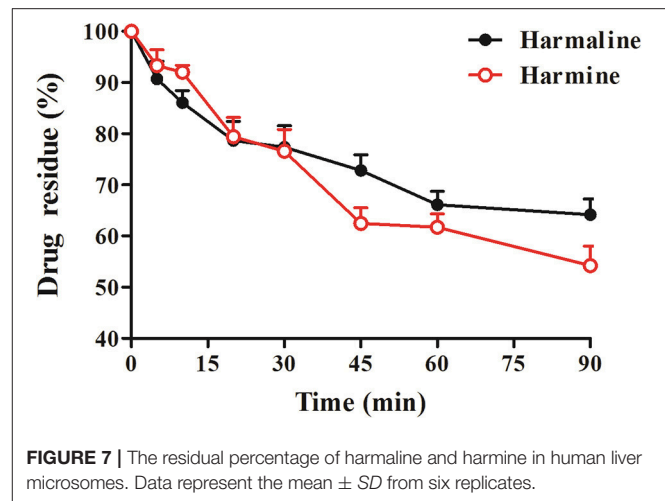 100
90
80
70
60
50
40
Drug residue (%)
Harmaline
Harmine
0 15 30 45 60 75 90
Time (min)
FIGURE 7 | The residual percentage of harmaline and harmine in human liver
microsomes. Data represent the mean ± SD from six replicates.